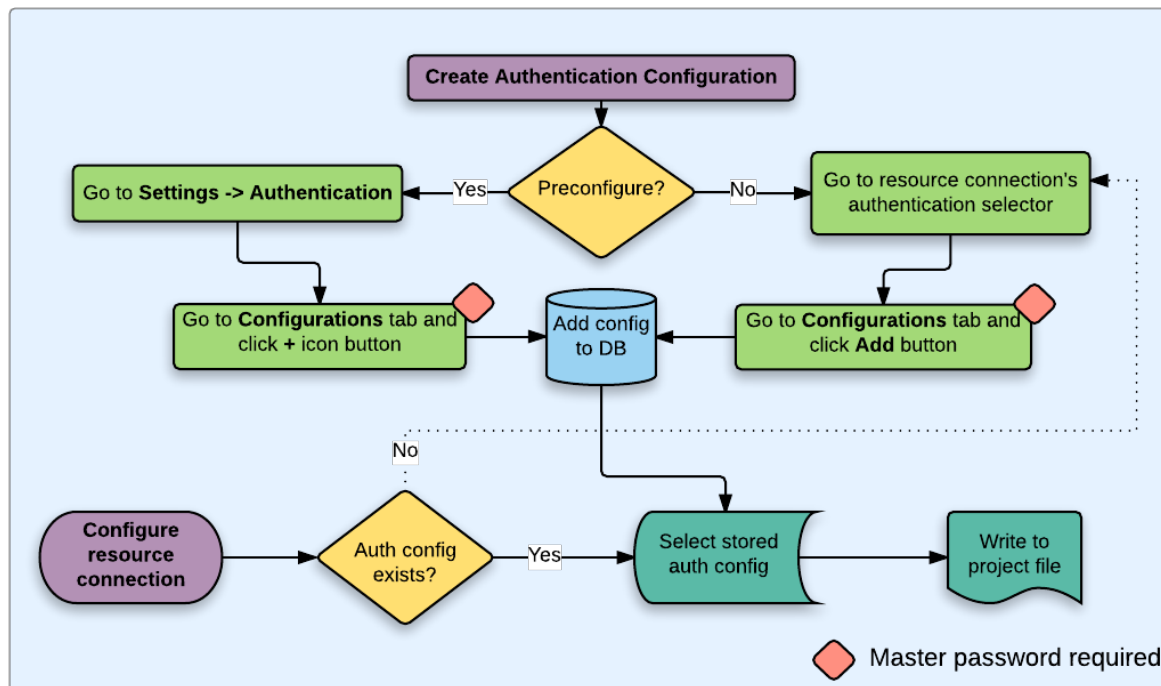 Create Authentication Configuration
Preconfigure?
Yes
No
Go to Settings -> Authentication
Go to resource connection's
authentication selector
Go to Configurations tab and
click + icon button
Add config
to DB
Go to Configurations tab and
click Add button
No
Configure
resource
connection
Auth config
exists?
Yes
Select stored
auth config
Write to
project file
Master password required